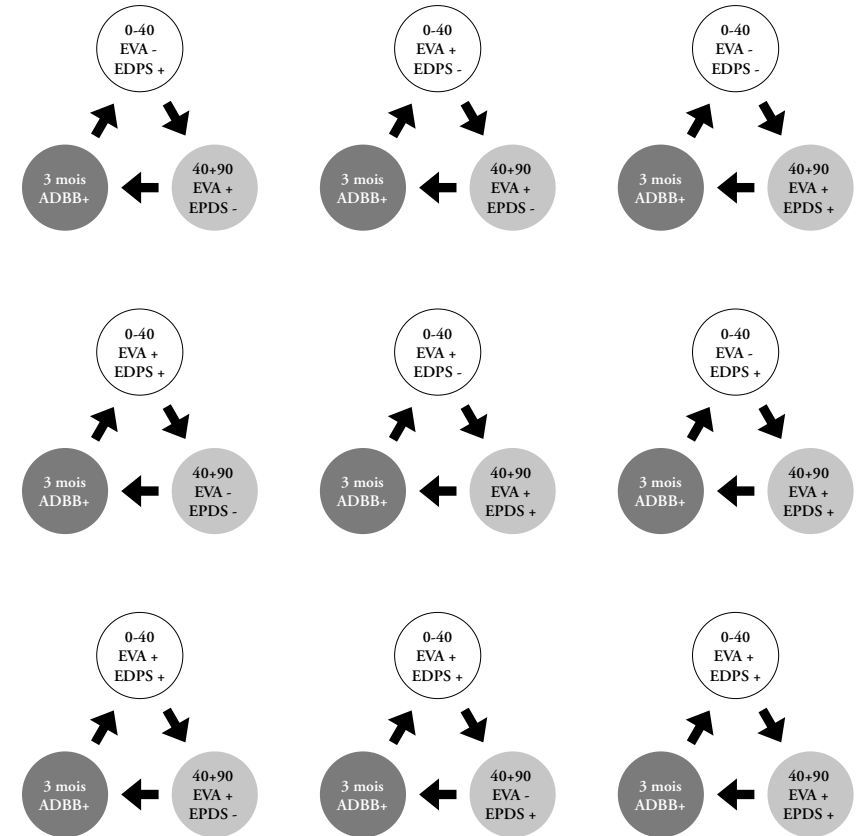 0-40
EVA -
EDPS +
3 mois
ADBB+
40+90
EVA +
EPDS -
0-40
EVA +
EDPS -
3 mois
ADBB+
40+90
EVA +
EPDS -
0-40
EVA -
EDPS -
3 mois
ADBB+
40+90
EVA +
EPDS +
0-40
EVA +
EDPS +
3 mois
ADBB+
40+90
EVA -
EPDS -
0-40
EVA +
EDPS -
3 mois
ADBB+
40+90
EVA +
EPDS +
0-40
EVA -
EDPS +
3 mois
ADBB+
40+90
EVA +
EPDS +
0-40
EVA +
EDPS +
3 mois
ADBB+
40+90
EVA +
EPDS -
0-40
EVA +
EDPS +
3 mois
ADBB+
40+90
EVA -
EPDS +
0-40
EVA +
EDPS +
3 mois
ADBB+
40+90
EVA +
EPDS +